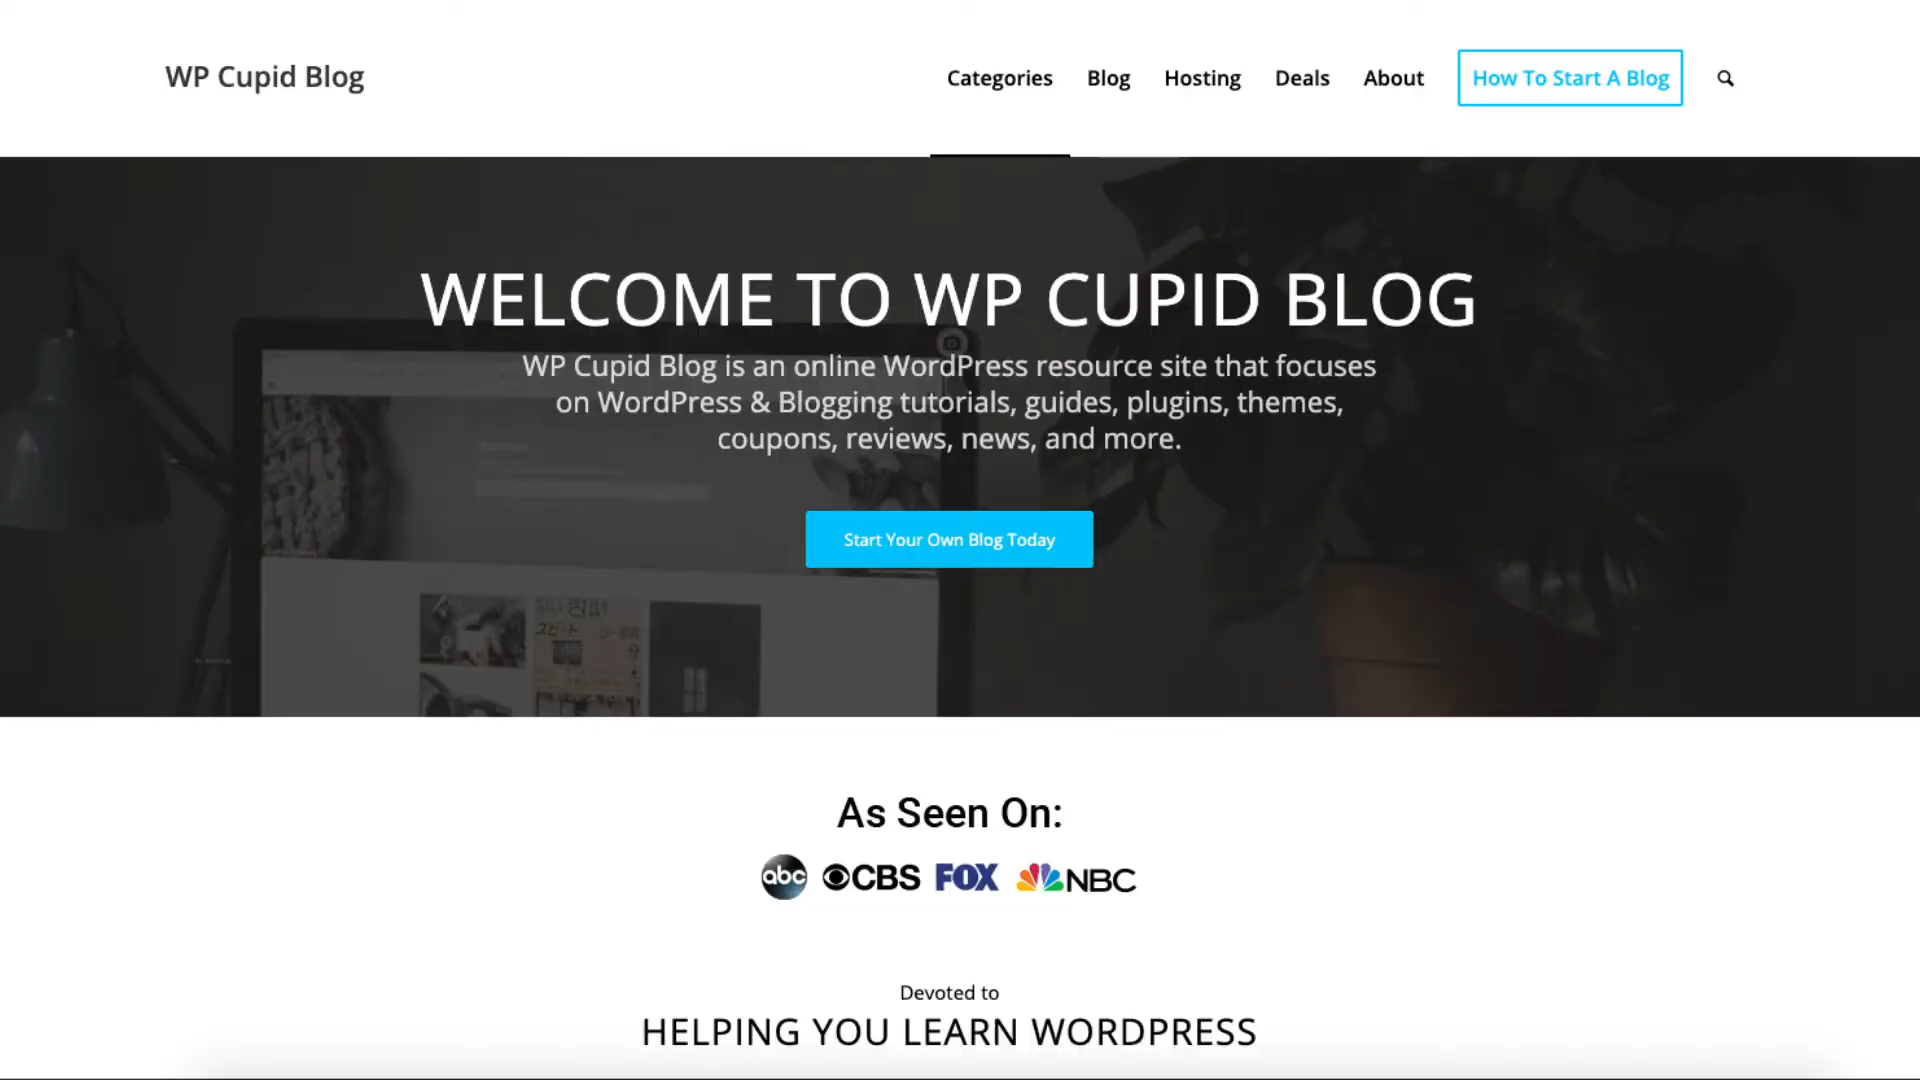 WP Cupid Blog
Categories Blog Hosting Deals About How To Start A Blog
WELCOME TO WP CUPID BLOG
WP Cupid Blog is an online WordPress resource site that focuses
on WordPress & Blogging tutorials, guides, plugins, themes,
coupons, reviews, news, and more.
Start Your Own Blog Today
As Seen On:
abc CBS FOX NBC
Devoted to
HELPING YOU LEARN WORDPRESS